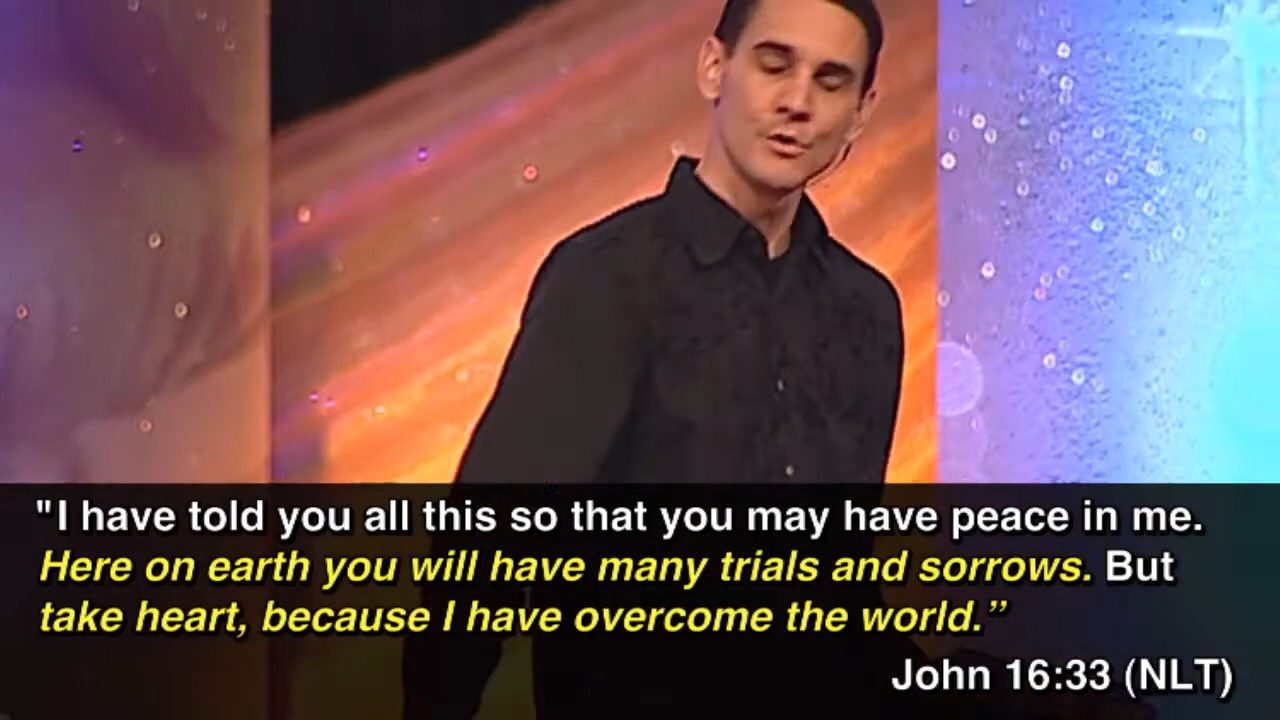 "I have told you all this so that you may have peace in me.
Here on earth you will have many trials and sorrows. But
take heart, because I have overcome the world.”
John 16:33 (NLT)